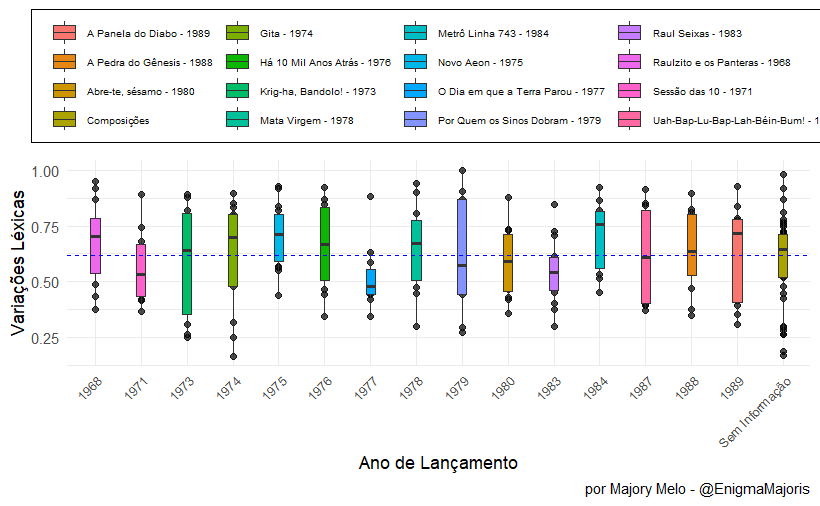 A Panela do Diabo - 1989 Gita - 1974 Metrô Linha 743 - 1984 Raul Seixas - 1983
A Pedra do Gênesis - 1988 Há 10 Mil Anos Atrás - 1976 Novo Aeon - 1975 Raulzito e os Panteras - 1968
Abre-te, sésamo - 1980 Krig-ha, Bandolo! - 1973 O Dia em que a Terra Parou - 1977 Sessão das 10 - 1971
Composições Mata Virgem - 1978 Por Quem os Sinos Dobram - 1979 Uah-Bap-Lu-Bap-Lah-Béin-Bum! - 1
1.00
0.75
0.50
0.25
Variações Léxicas
1968 1971 1973 1974 1975 1976 1977 1978 1979 1980 1983 1984 1987 1988 1989 Sem Informação
Ano de Lançamento
por Majory Melo - @EnigmaMajoris